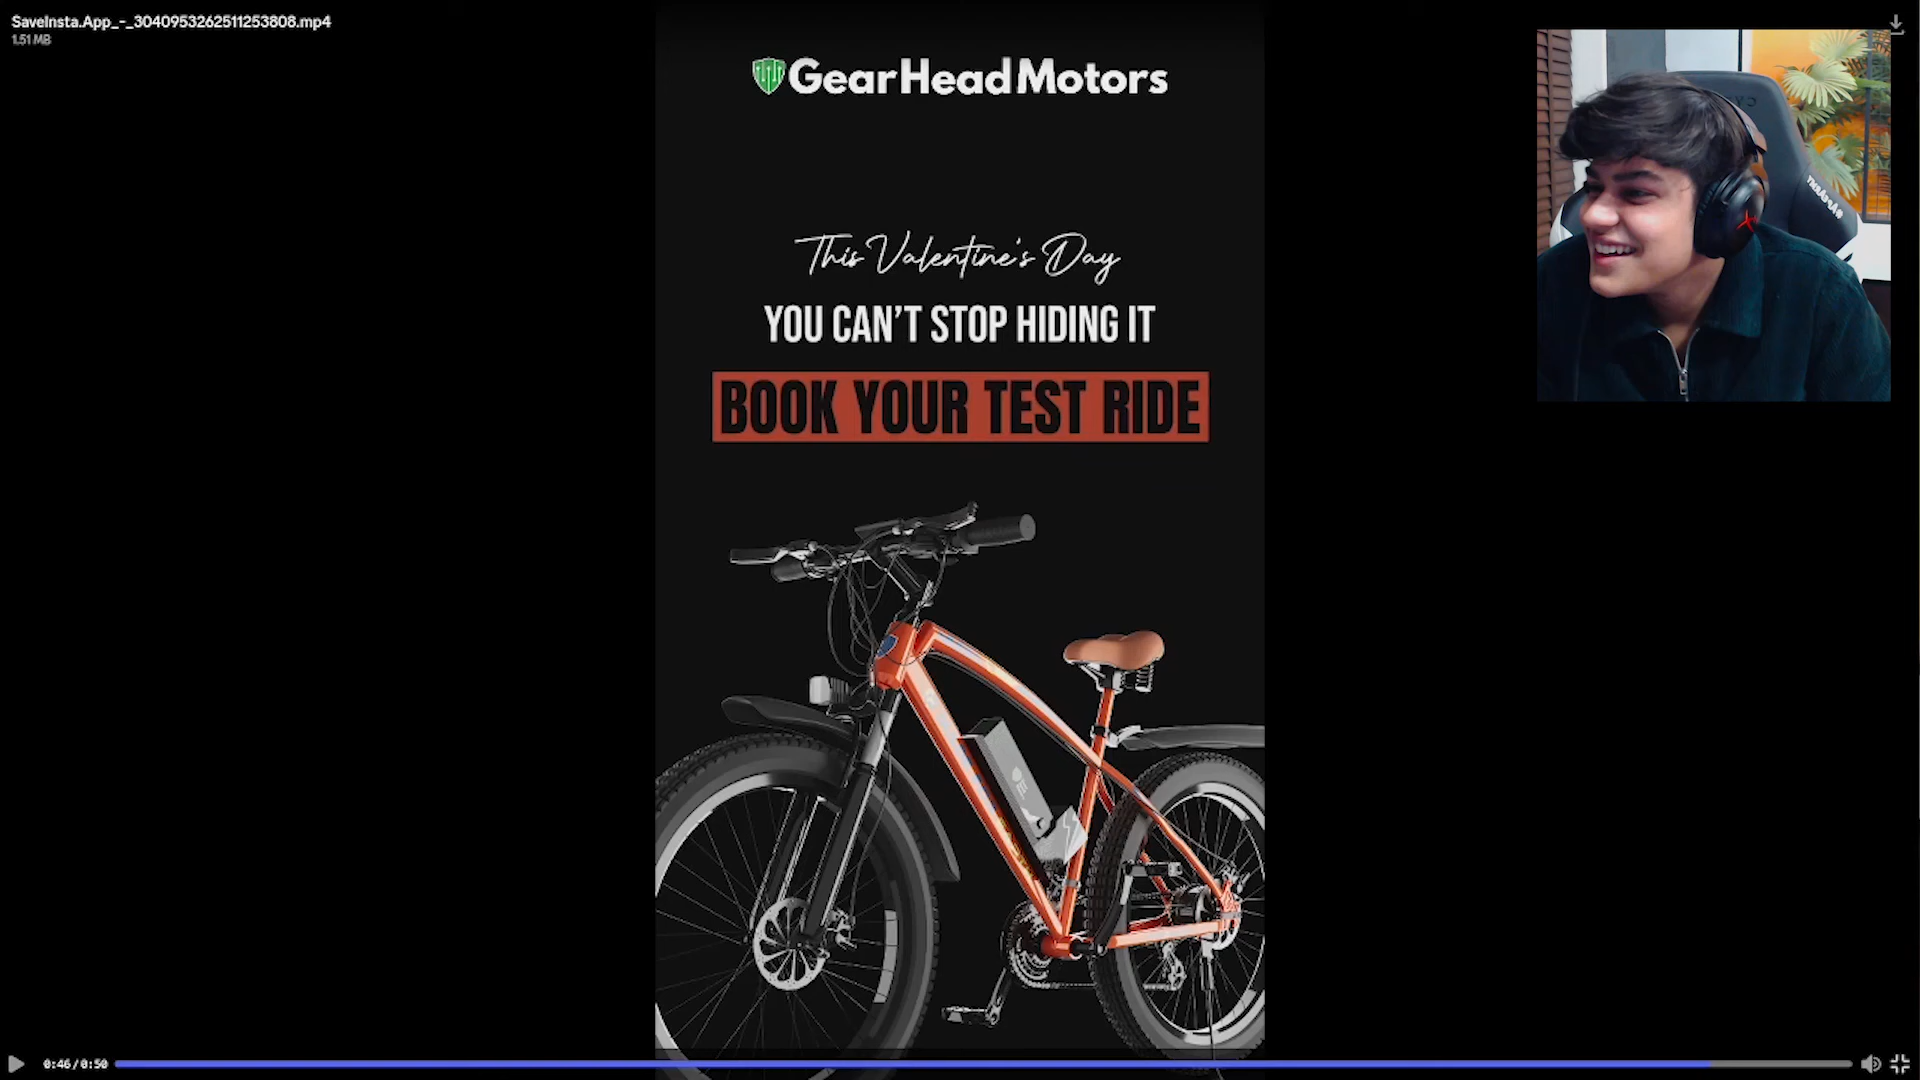 SaveInsta.App_-_3040953262511253808.mp4
1.51 MB
GearHead Motors
This Valentine's Day
YOU CAN'T STOP HIDING IT
BOOK YOUR TEST RIDE
0:46/0:50